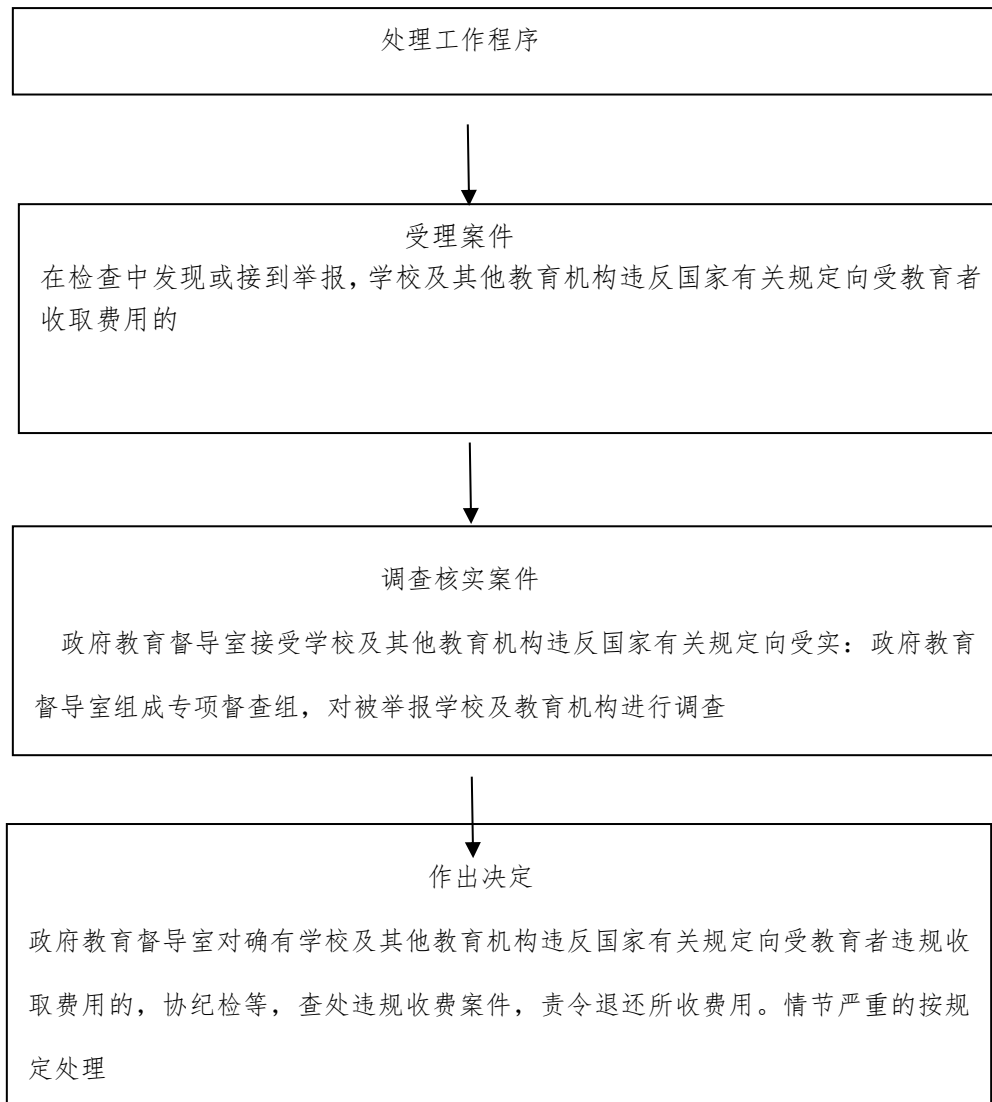 处理工作程序
受理案件
在检查中发现或接到举报，学校及其他教育机构违反国家有关规定向受教育者
收取费用的
调查核实案件
政府教育督导室接受学校及其他教育机构违反国家有关规定向受实：政府教育
督导室组成专项督查组，对被举报学校及教育机构进行调查
作出决定
政府教育督导室对确有学校及其他教育机构违反国家有关规定向受教育者违规收
取费用的，协纪检等，查处违规收费案件，责令退还所收费用。情节严重的按规
定处理